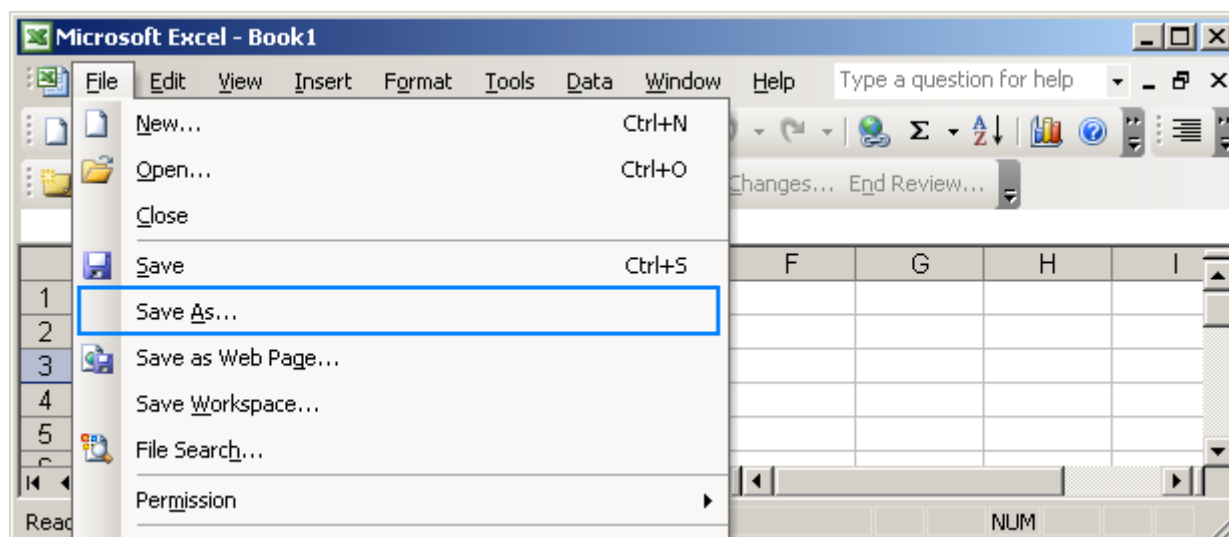 Microsoft Excel - Book1
File Edit View Insert Format Tools Data Window Help Type a question for help
New... Ctrl+N
Open... Ctrl+O
Changes... End Review...
Close
Save Ctrl+S
F G H I
1
Save As...
2
3
Save as Web Page...
4
Save Workspace...
5
File Search...
Permission
NUM